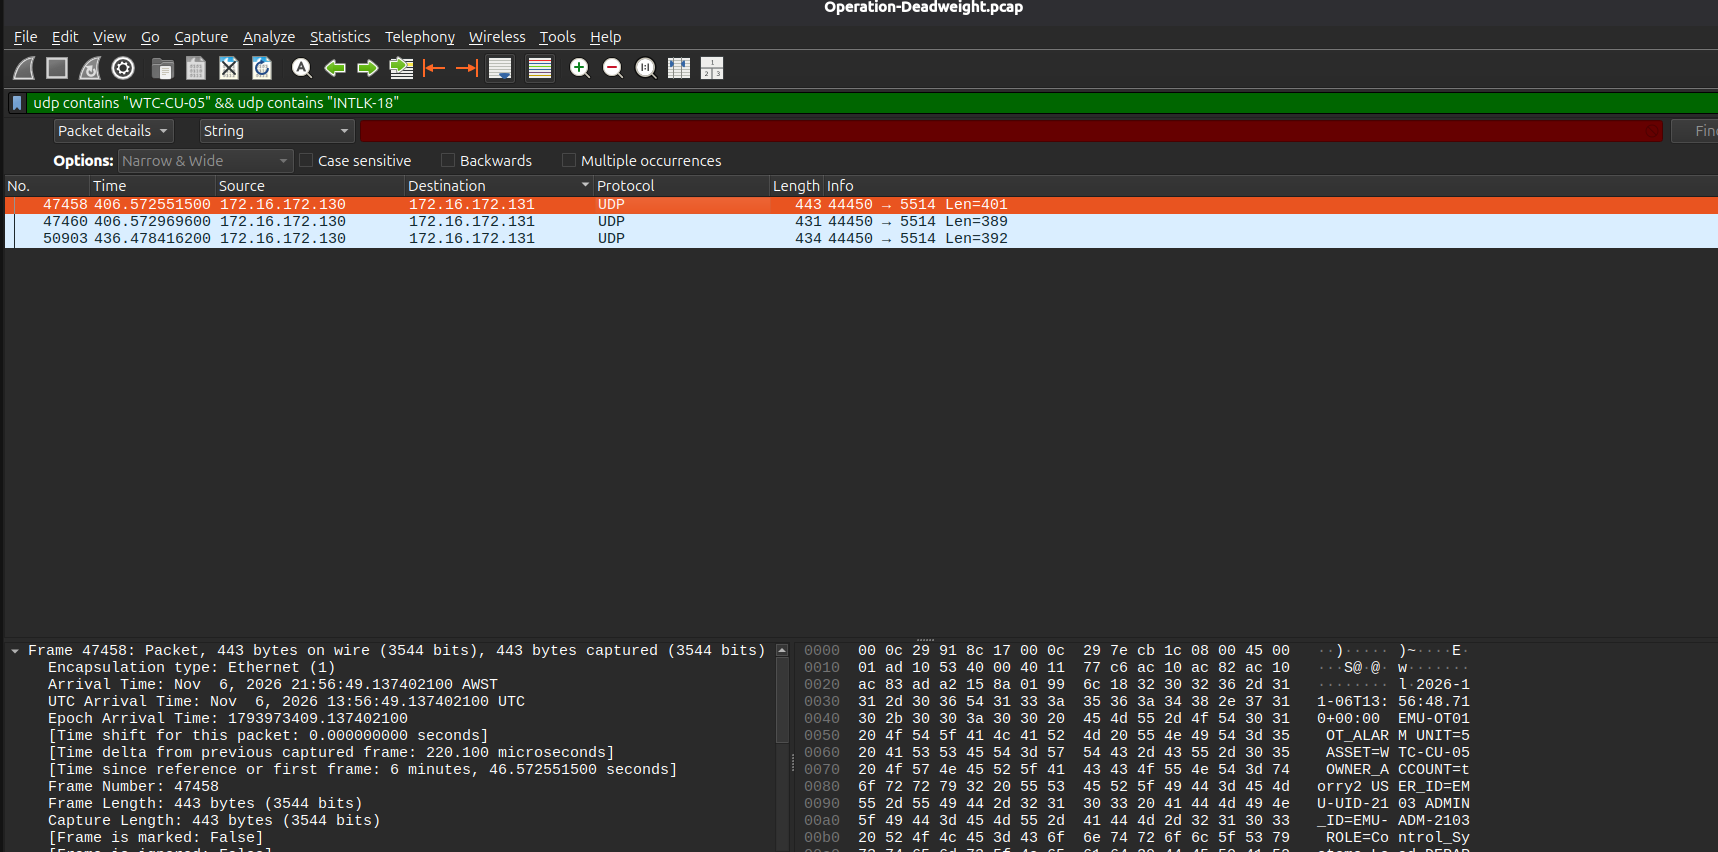 Operation-Deadweight.pcap
File Edit View Go Capture Analyze Statistics Telephony Wireless Tools Help
udp contains "WTC-CU-05" && udp contains "INTLK-18"
Packet details String Fin
Options: Narrow & Wide Case sensitive Backwards Multiple occurrences
No. Time Source Destination Protocol Length Info
47458 406.572551500 172.16.172.130 172.16.172.131 UDP 443 44450 → 5514 Len=401
47460 406.572969600 172.16.172.130 172.16.172.131 UDP 431 44450 → 5514 Len=389
50903 436.478416200 172.16.172.130 172.16.172.131 UDP 434 44450 → 5514 Len=392
Frame 47458: Packet, 443 bytes on wire (3544 bits), 443 bytes captured (3544 bits)
Encapsulation type: Ethernet (1)
Arrival Time: Nov  6, 2026 21:56:49.137402100 AWST
UTC Arrival Time: Nov  6, 2026 13:56:49.137402100 UTC
Epoch Arrival Time: 1793973409.137402100
[Time shift for this packet: 0.000000000 seconds]
[Time delta from previous captured frame: 220.100 microseconds]
[Time since reference or first frame: 6 minutes, 46.572551500 seconds]
Frame Number: 47458
Frame Length: 443 bytes (3544 bits)
Capture Length: 443 bytes (3544 bits)
[Frame is marked: False]
0000 00 0c 29 91 8c 17 00 0c 29 7e cb 1c 08 00 45 00 ··)····· )~····E·
0010 01 ad 10 53 40 00 40 11 77 c6 ac 10 ac 82 ac 10 ···S@·@· w·······
0020 ac 83 ad a2 15 8a 01 99 6c 18 32 30 32 36 2d 31 ········ l·2026-1
0030 31 2d 30 36 54 31 33 3a 35 36 3a 34 38 2e 37 31 1-06T13: 56:48.71
0040 30 2b 30 30 3a 30 30 20 45 4d 55 2d 4f 54 30 31 0+00:00 EMU-OT01
0050 20 4f 54 5f 41 4c 41 52 4d 20 55 4e 49 54 3d 35 OT_ALAR M UNIT=5
0060 20 41 53 53 45 54 3d 57 54 43 2d 43 55 2d 30 35 ASSET=W TC-CU-05
0070 20 4f 57 4e 45 52 5f 41 43 43 4f 55 4e 54 3d 74 OWNER_A CCOUNT=t
0080 6f 72 72 79 32 20 55 53 45 52 5f 49 44 3d 45 4d orry2 US ER_ID=EM
0090 55 2d 55 49 44 2d 32 31 30 33 20 41 44 4d 49 4e U-UID-21 03 ADMIN
00a0 5f 49 44 3d 45 4d 55 2d 41 44 4d 2d 32 31 30 33 _ID=EMU- ADM-2103
00b0 20 52 4f 4c 45 3d 43 6f 6e 74 72 6f 6c 5f 53 79 ROLE=Co ntrol_Sy